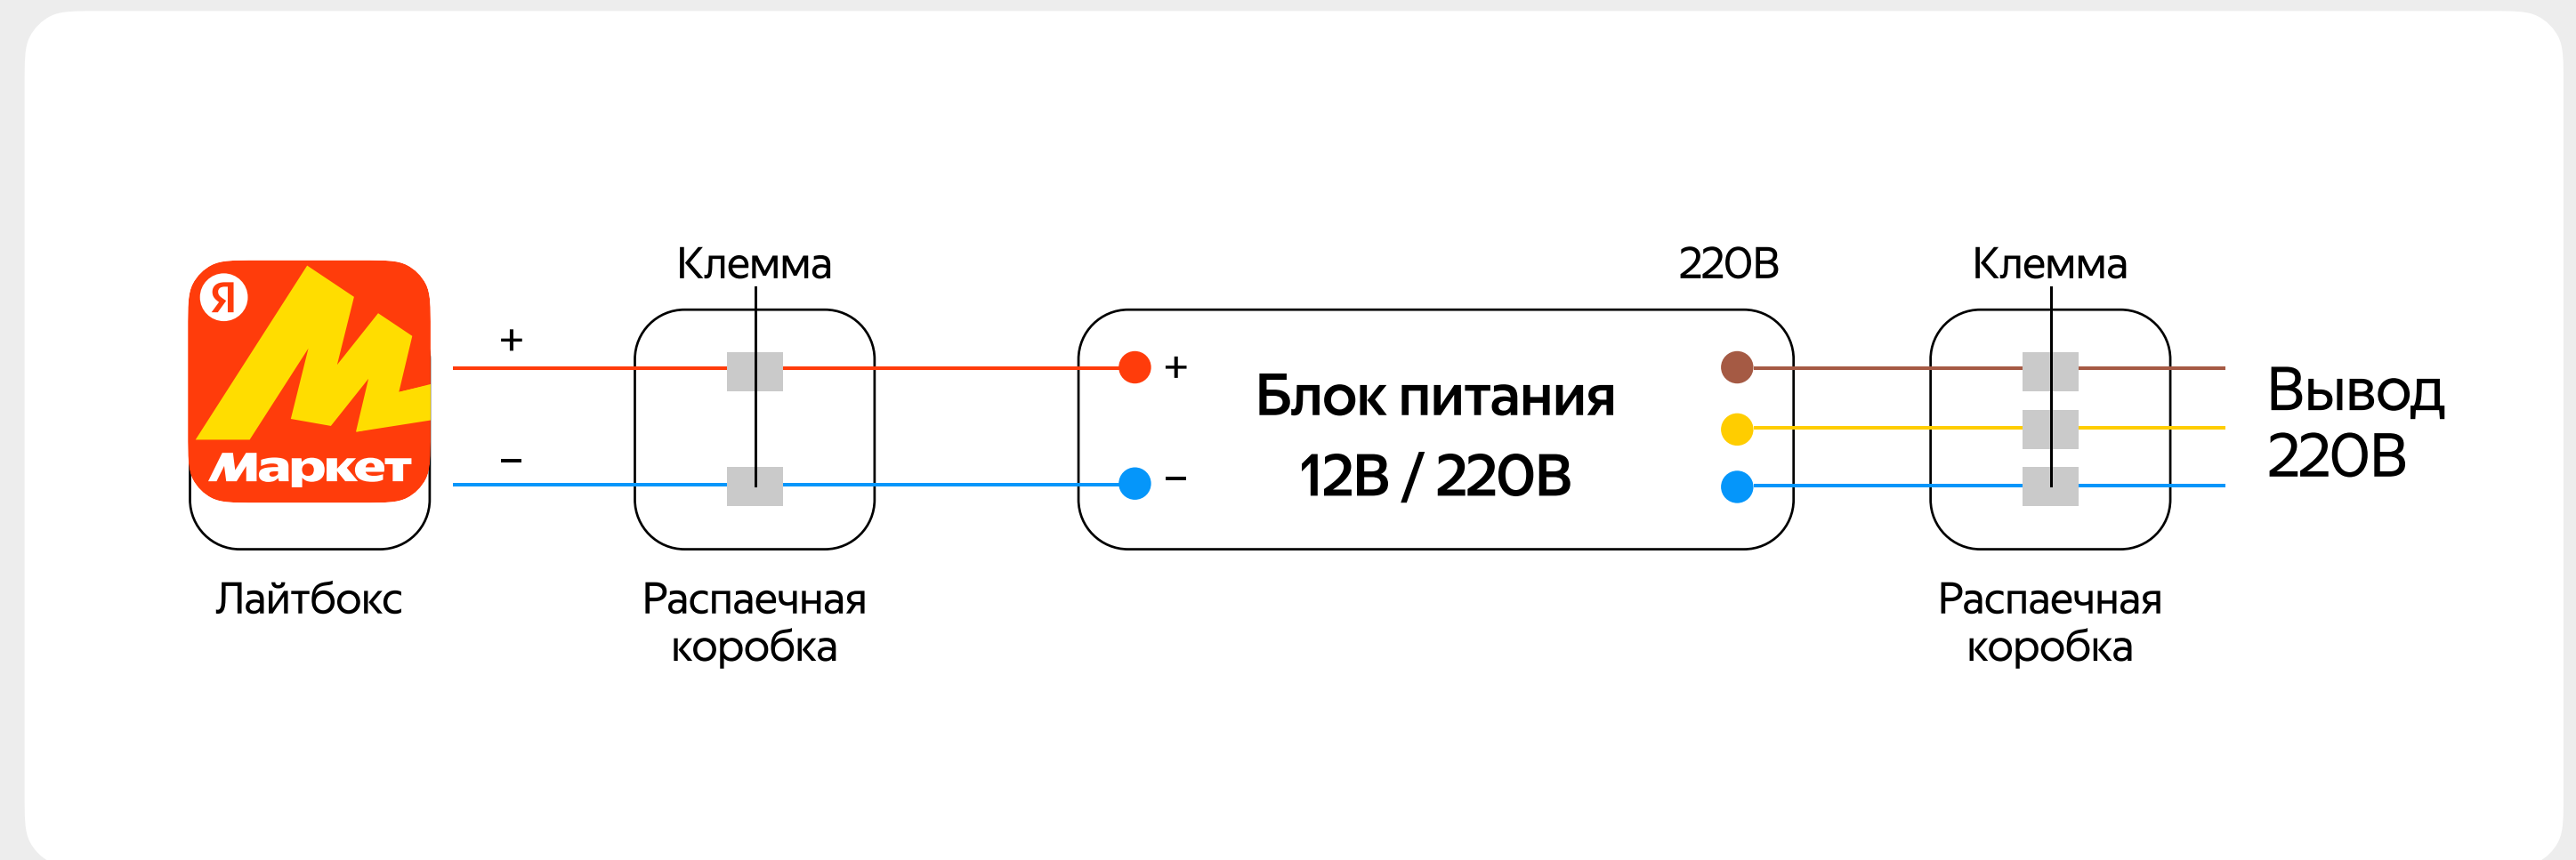 Я
Маркет
Лайтбокс
+
–
Клемма
Распаечная
коробка
+
–
Блок питания
12В / 220В
220В
Клемма
Распаечная
коробка
Вывод
220В